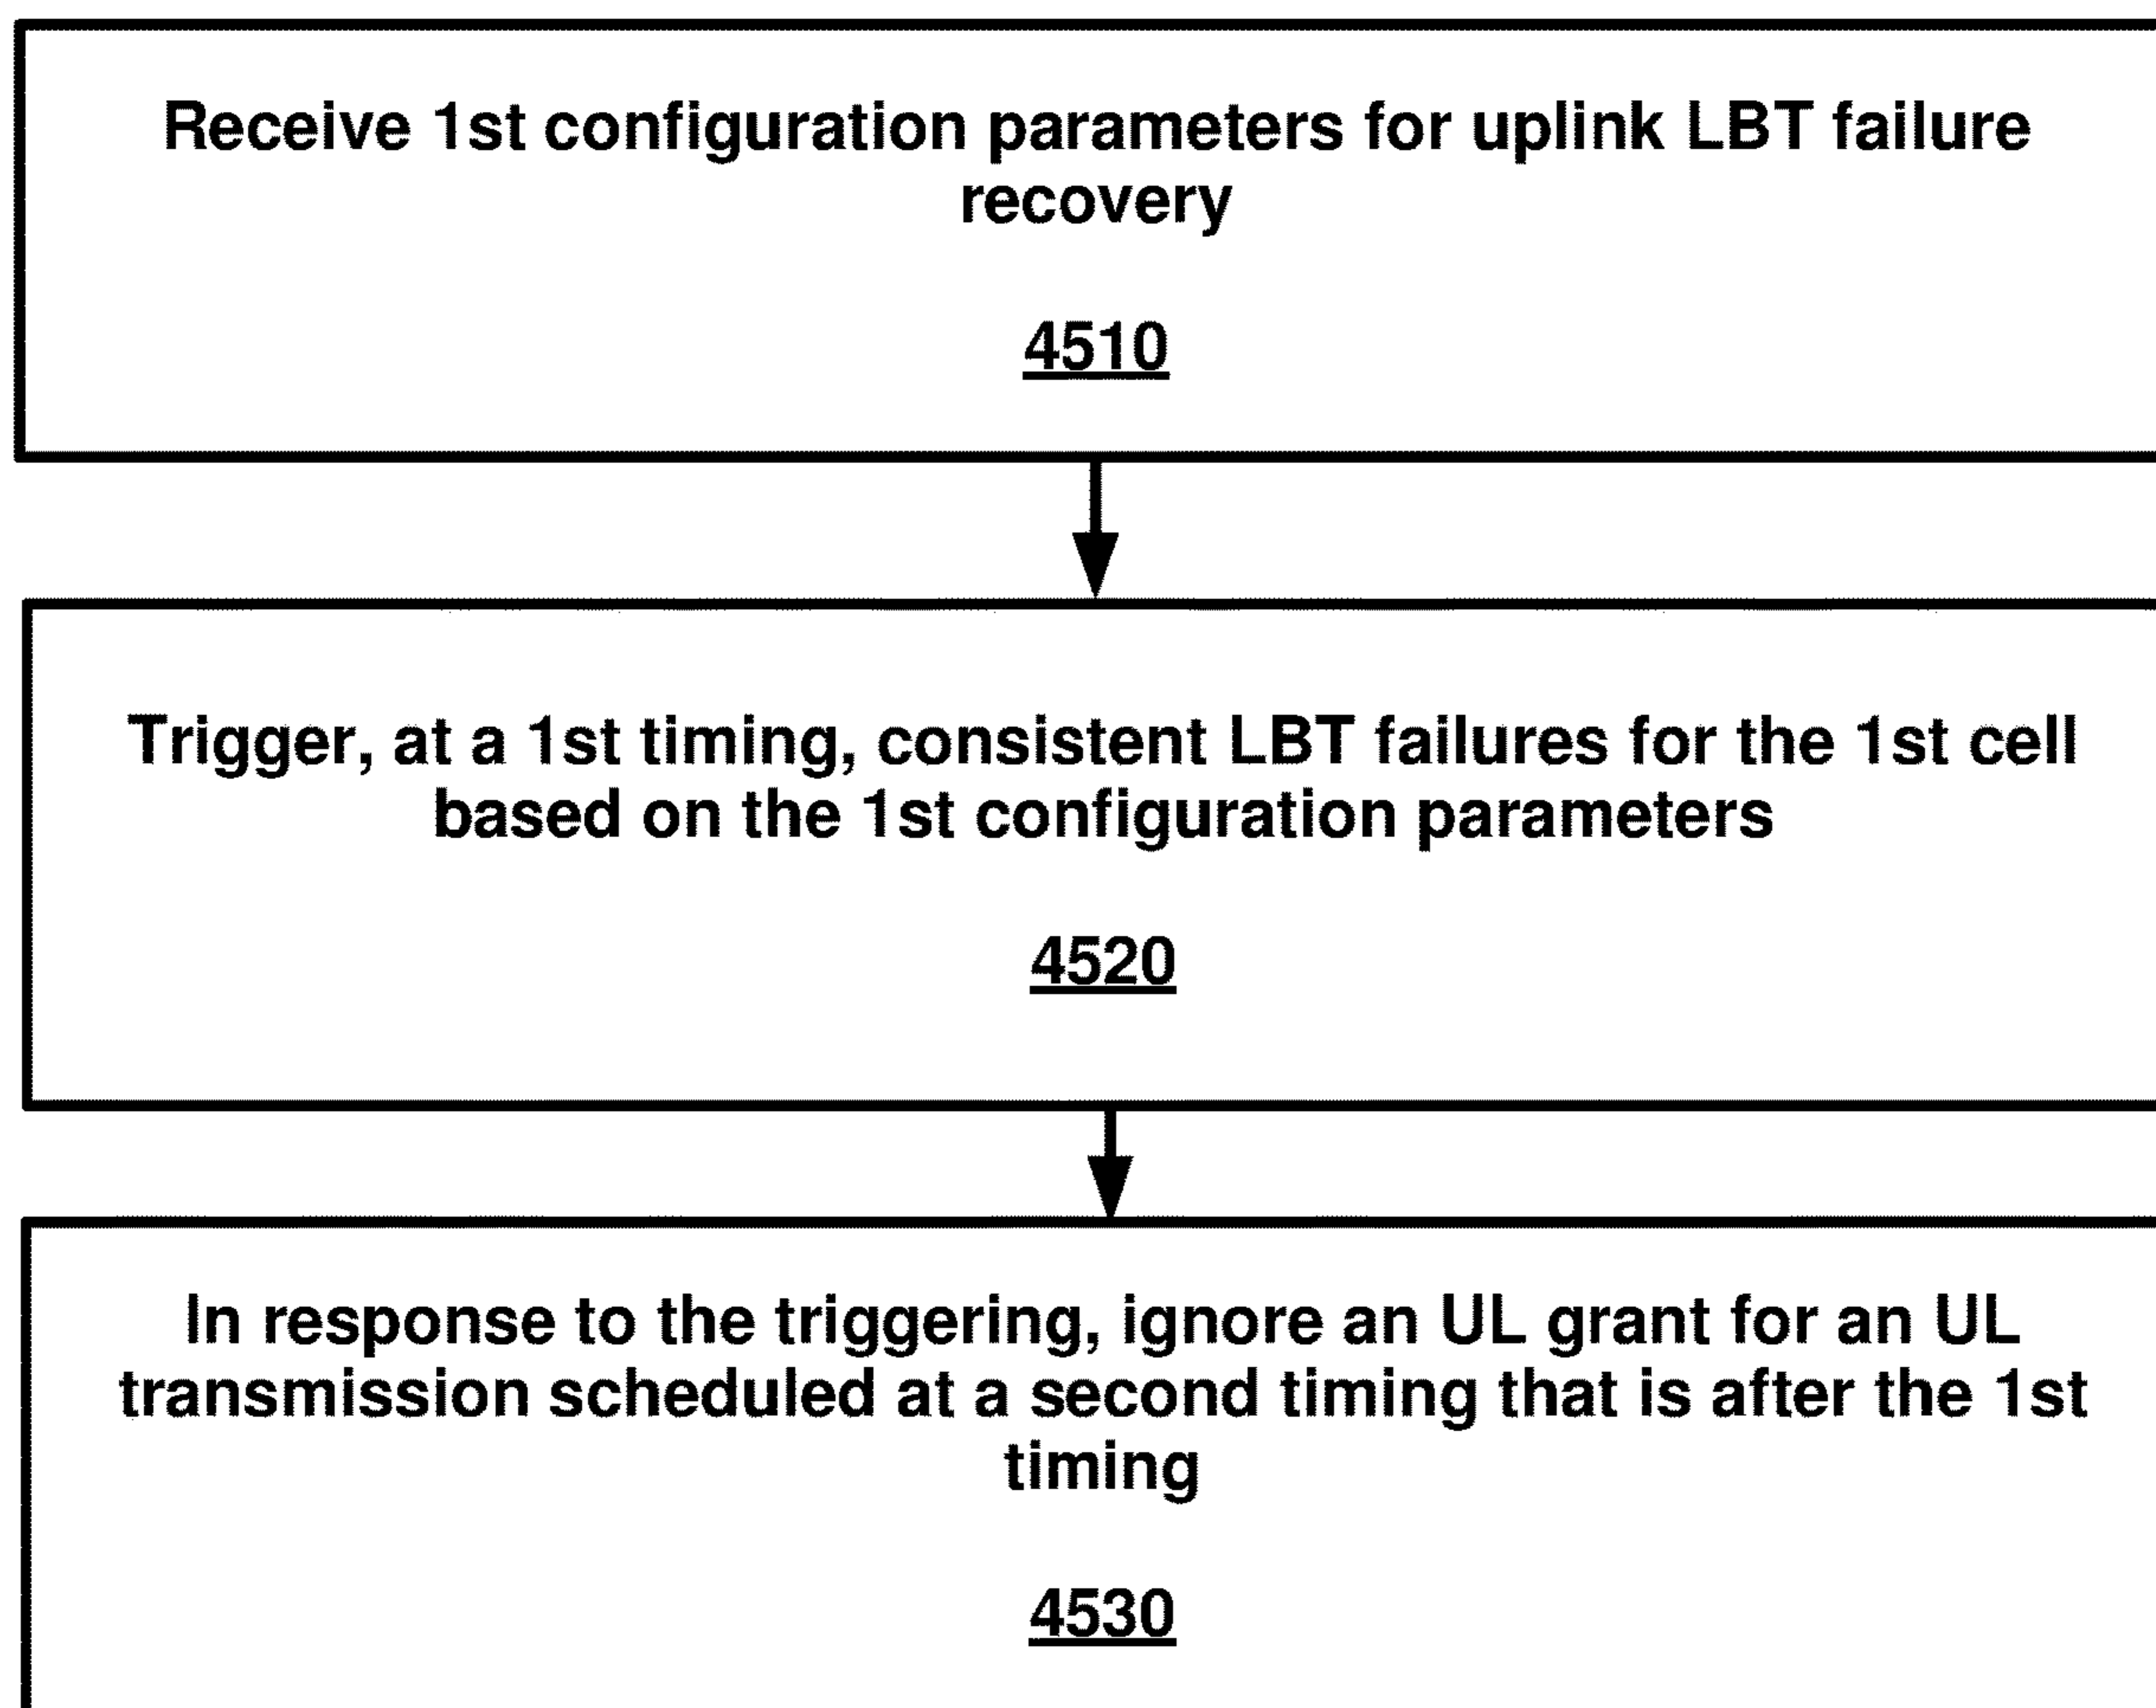 Receive 1st configuration parameters for uplink LBT failure
recovery
4510
Trigger, at a 1st timing, consistent LBT failures for the 1st cell
based on the 1st configuration parameters
4520
In response to the triggering, ignore an UL grant for an UL
transmission scheduled at a second timing that is after the 1st
timing
4530